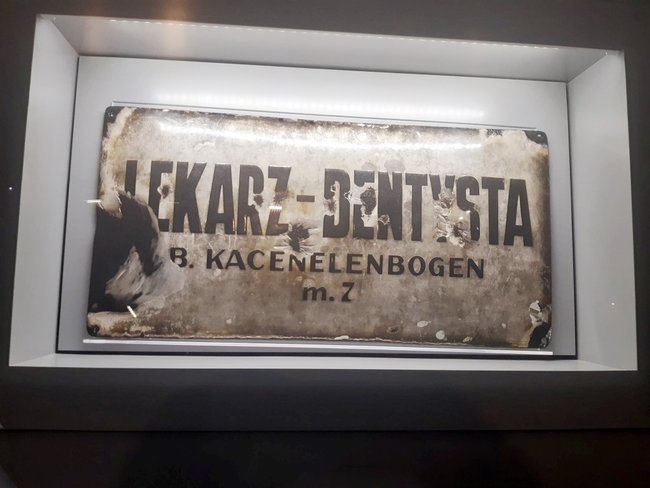 LEKARZ-DENTYSTA
B. KACENELENBOGEN
m. 7